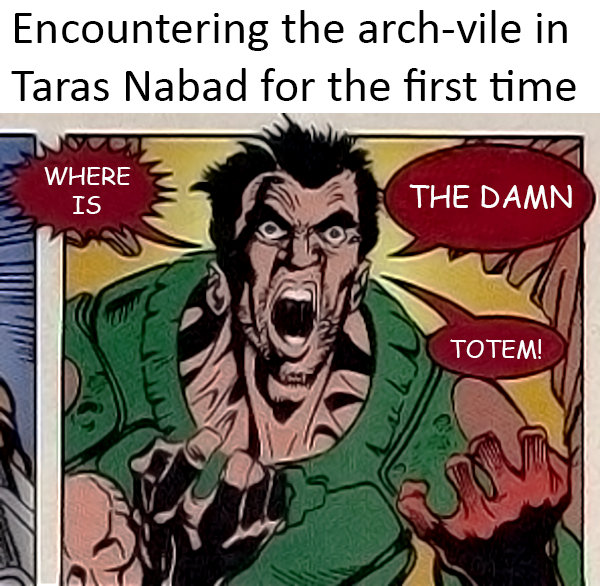 Encountering the arch-vile in
Taras Nabad for the first time
WHERE
IS
THE DAMN
TOTEM!